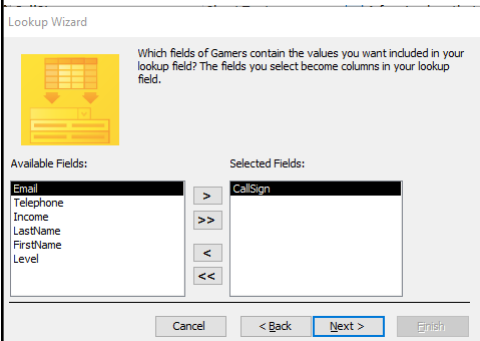 Lookup Wizard
Which fields of Gamers contain the values you want included in your
lookup field? The fields you select become columns in your lookup
field.
Available Fields:
Selected Fields:
Email
Telephone
Income
LastName
FirstName
Level
>
>>
<
<<
CallSign
Cancel
< Back
Next >
Finish